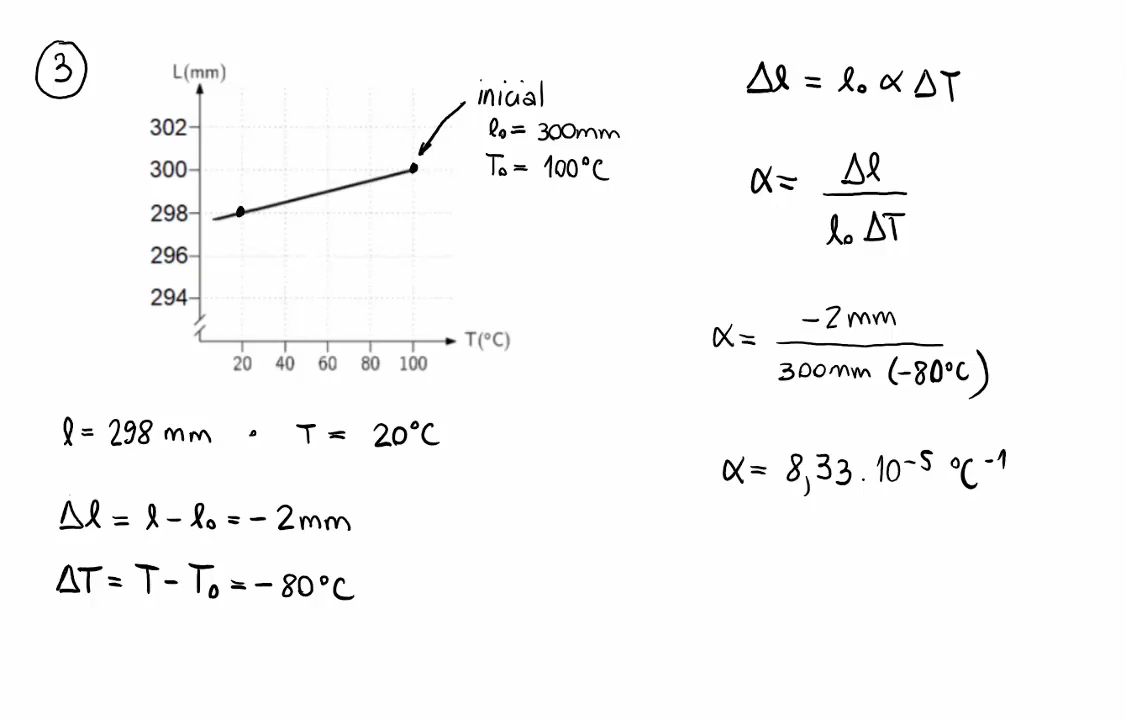 3
L(mm)
302
300
298
296
294
20 40 60 80 100
T(°C)
inicial
l₀ = 300mm
T₀ = 100°C
l = 298 mm . T = 20°C
Δl = l - l₀ = - 2mm
ΔT = T - T₀ = - 80°C
Δl = l₀ α ΔT
α = Δl / l₀ ΔT
α = -2mm / 300mm (-80°C)
α = 8,33 . 10⁻⁵ °C⁻¹